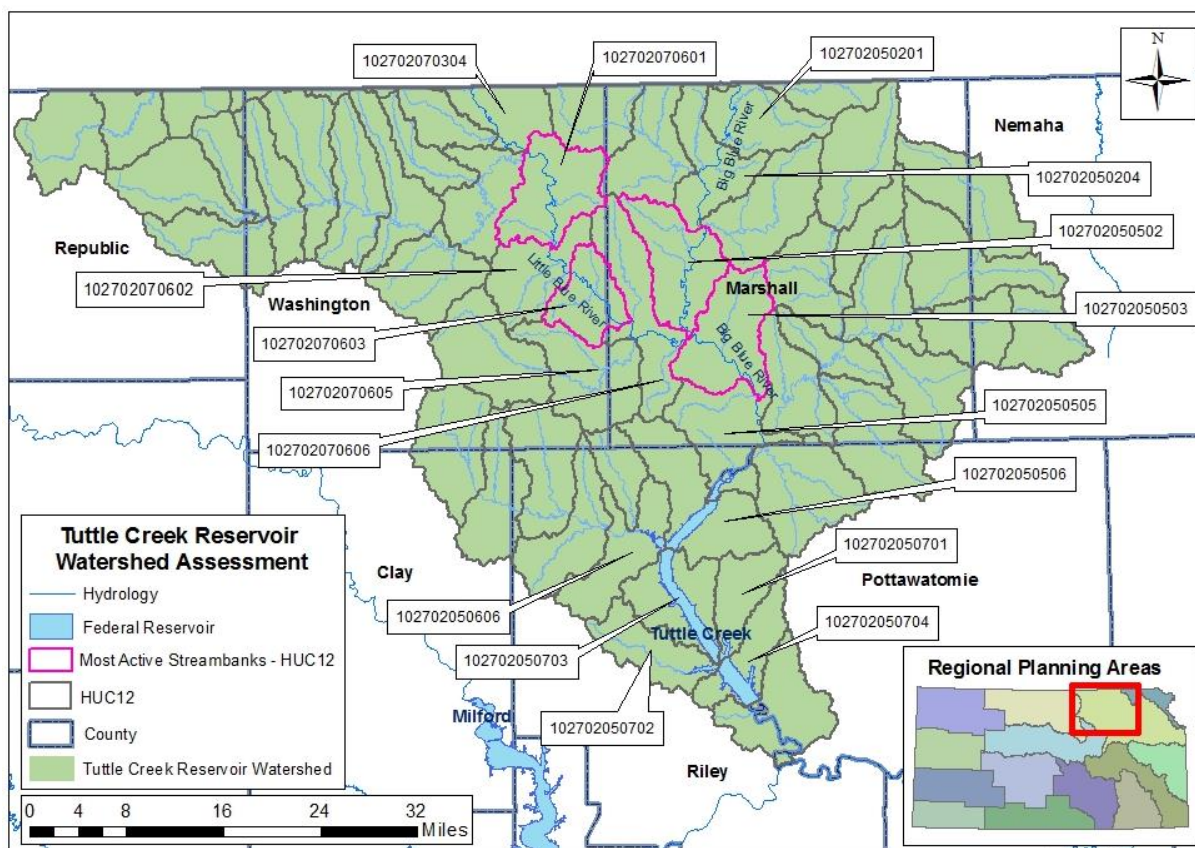 102702070304
102702070601
102702050201
N
Nemaha
Big Blue River
102702050204
Republic
102702050502
102702070602
Washington
Little Blue River
Marshall
102702050503
102702070603
Big Blue River
102702070605
102702050505
102702070606
102702050506
Tuttle Creek Reservoir
Watershed Assessment
Hydrology
Federal Reservoir
Most Active Streambanks - HUC12
HUC12
County
Tuttle Creek Reservoir Watershed
0 4 8 16 24 32
Miles
Clay
102702050701
Pottawatomie
102702050606
Tuttle Creek
102702050704
102702050703
Milford
102702050702
Riley
Regional Planning Areas